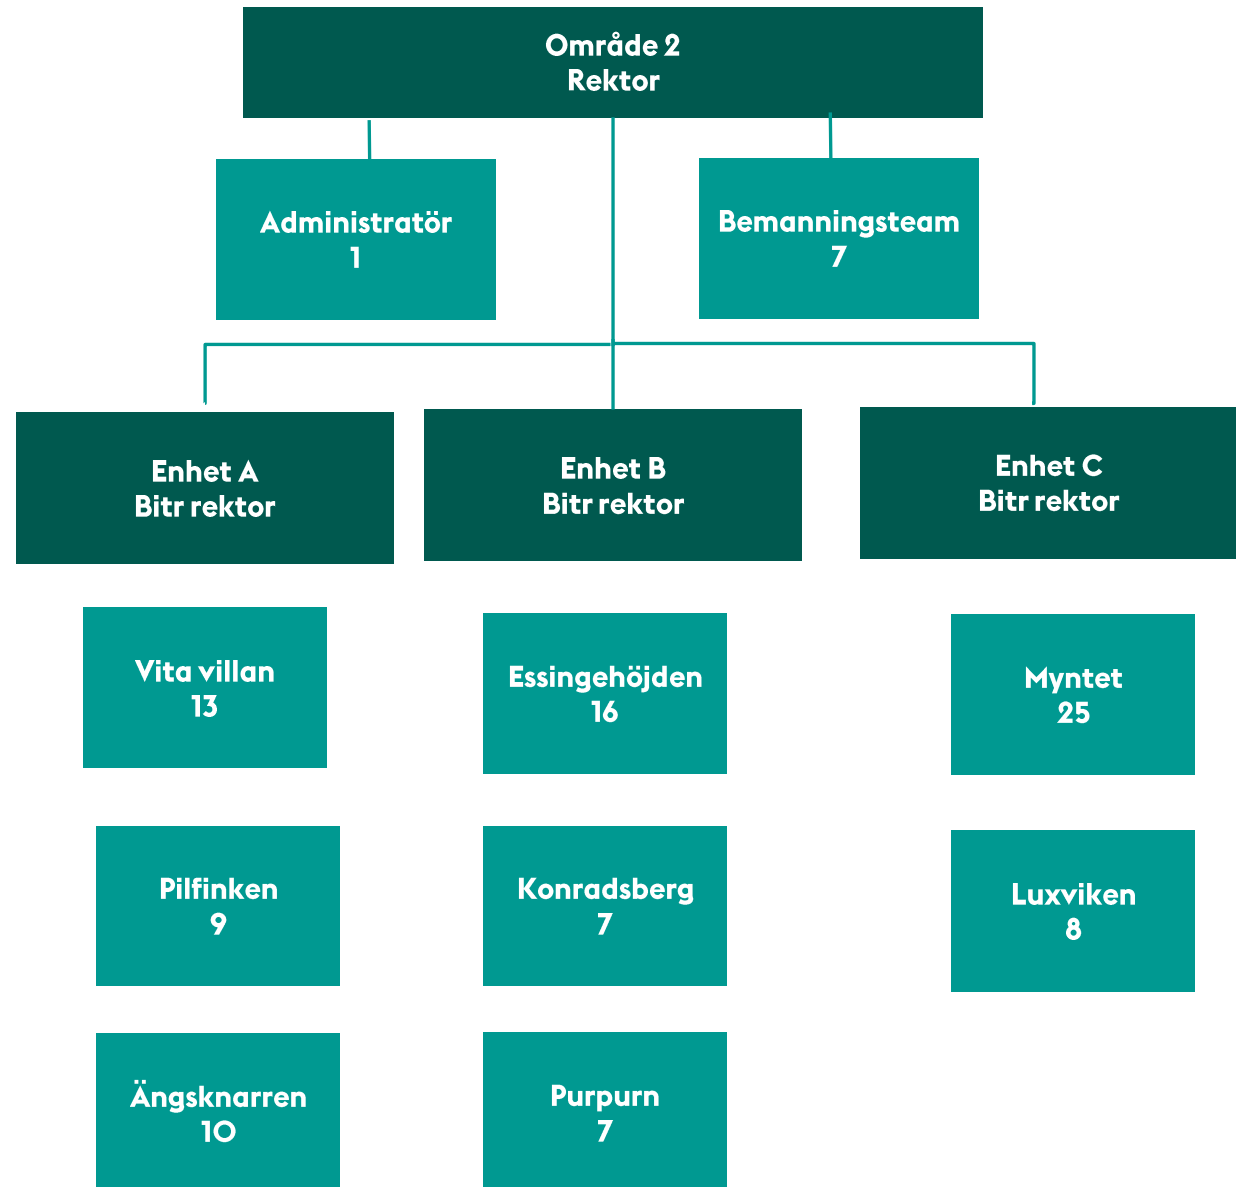 Område 2
Rektor
Administratör
1
Bemanningsteam
7
Enhet A
Bitr rektor
Enhet B
Bitr rektor
Enhet C
Bitr rektor
Vita villan
13
Essingehöjden
16
Myntet
25
Pilfinken
9
Konradsberg
7
Luxviken
8
Ängsknarren
10
Purpurn
7